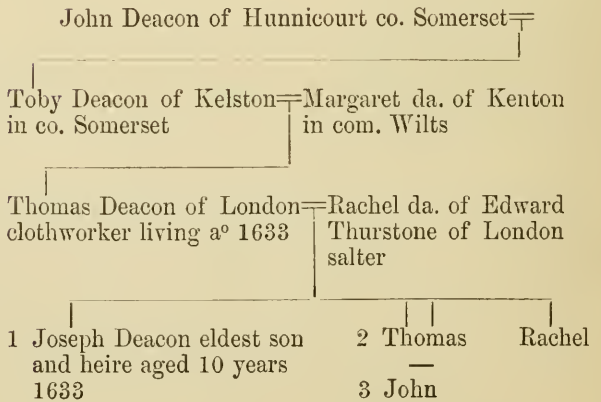 John Deacon of Hunnicourt co. Somerset
Toby Deacon of Kelston
in co. Somerset
Margaret da. of Kenton
in com. Wilts
Thomas Deacon of London
clothworker living aº 1633
Rachel da. of Edward
Thurstone of London
salter
1 Joseph Deacon eldest son
and heire aged 10 years
1633
2 Thomas
3 John
Rachel